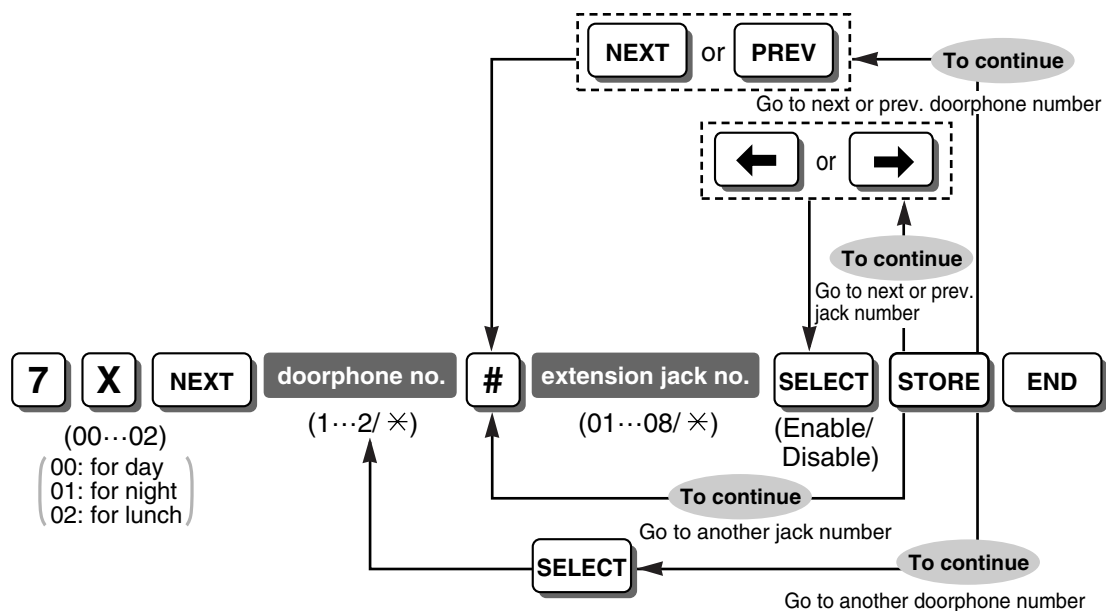 NEXT or PREV
To continue
Go to next or prev. doorphone number
← or →
To continue
Go to next or prev.
jack number
7 X NEXT doorphone no. # extension jack no. SELECT STORE END
(00···02) (1···2/ ✳) (01···08/ ✳) (Enable/
Disable)
00: for day
01: for night
02: for lunch
To continue
Go to another jack number
SELECT
To continue
Go to another doorphone number